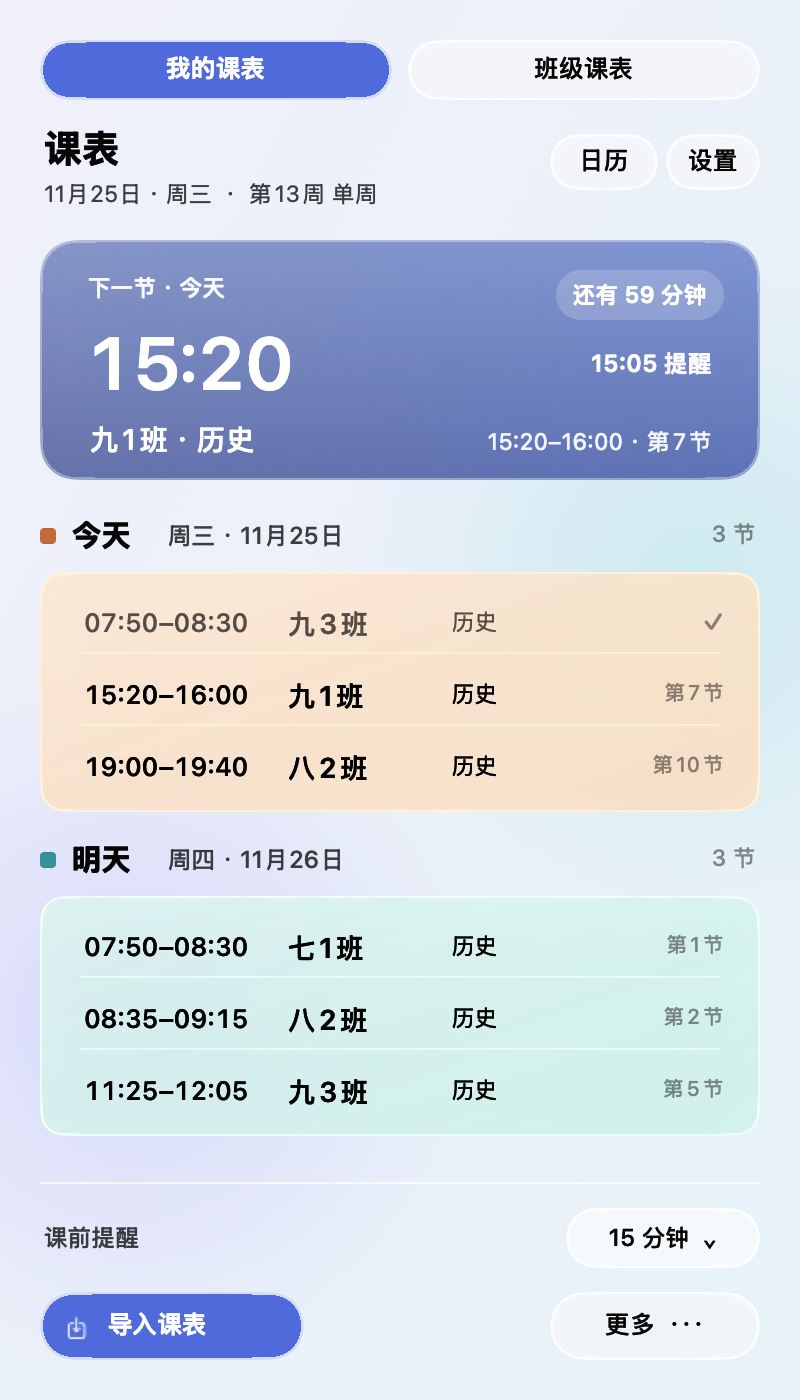 我的课表 班级课表
课表
日历 设置
11月25日 · 周三 · 第13周 单周
下一节 · 今天
还有 59 分钟
15:20
15:05 提醒
九1班 · 历史
15:20–16:00 · 第7节
今天 周三 · 11月25日 3 节
07:50–08:30 九3班 历史 ✓
15:20–16:00 九1班 历史 第7节
19:00–19:40 八2班 历史 第10节
明天 周四 · 11月26日 3 节
07:50–08:30 七1班 历史 第1节
08:35–09:15 八2班 历史 第2节
11:25–12:05 九3班 历史 第5节
课前提醒 15 分钟
导入课表 更多 ···